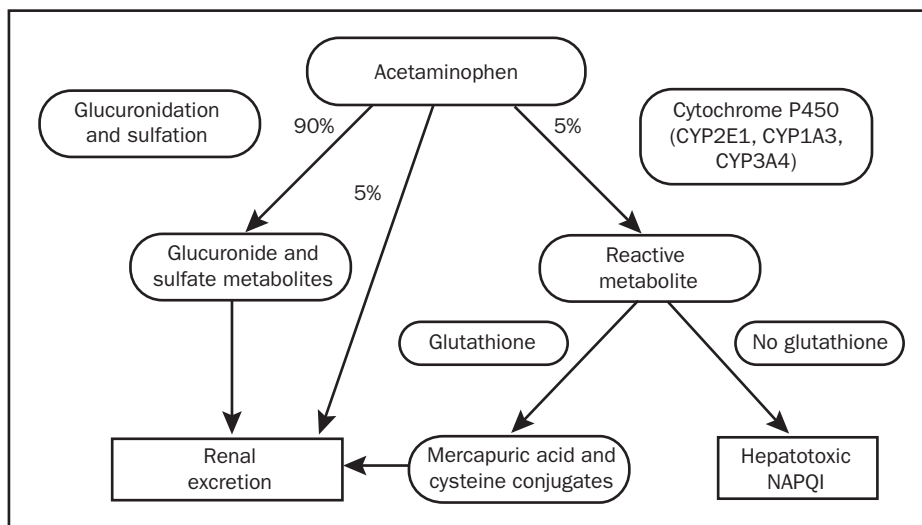 Acetaminophen
Glucuronidation
and sulfation
Cytochrome P450
(CYP2E1, CYP1A3,
CYP3A4)
90%
5%
5%
Glucuronide and
sulfate metabolites
Reactive
metabolite
Glutathione
No glutathione
Renal
excretion
Mercapuric acid and
cysteine conjugates
Hepatotoxic
NAPQI